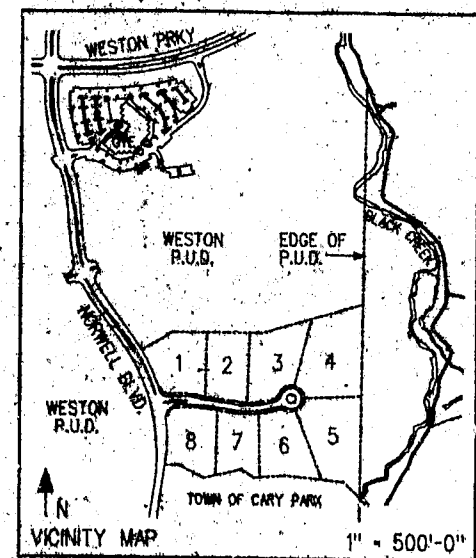 WESTON PRKY
WESTON
P.U.D.
EDGE OF
P.U.D.
BLACK CREEK
NORWELL BLVD.
WESTON
P.U.D.
1
2
3
4
8
7
6
5
TOWN OF CARY PARK
N
VICINITY MAP
1" = 500'-0"